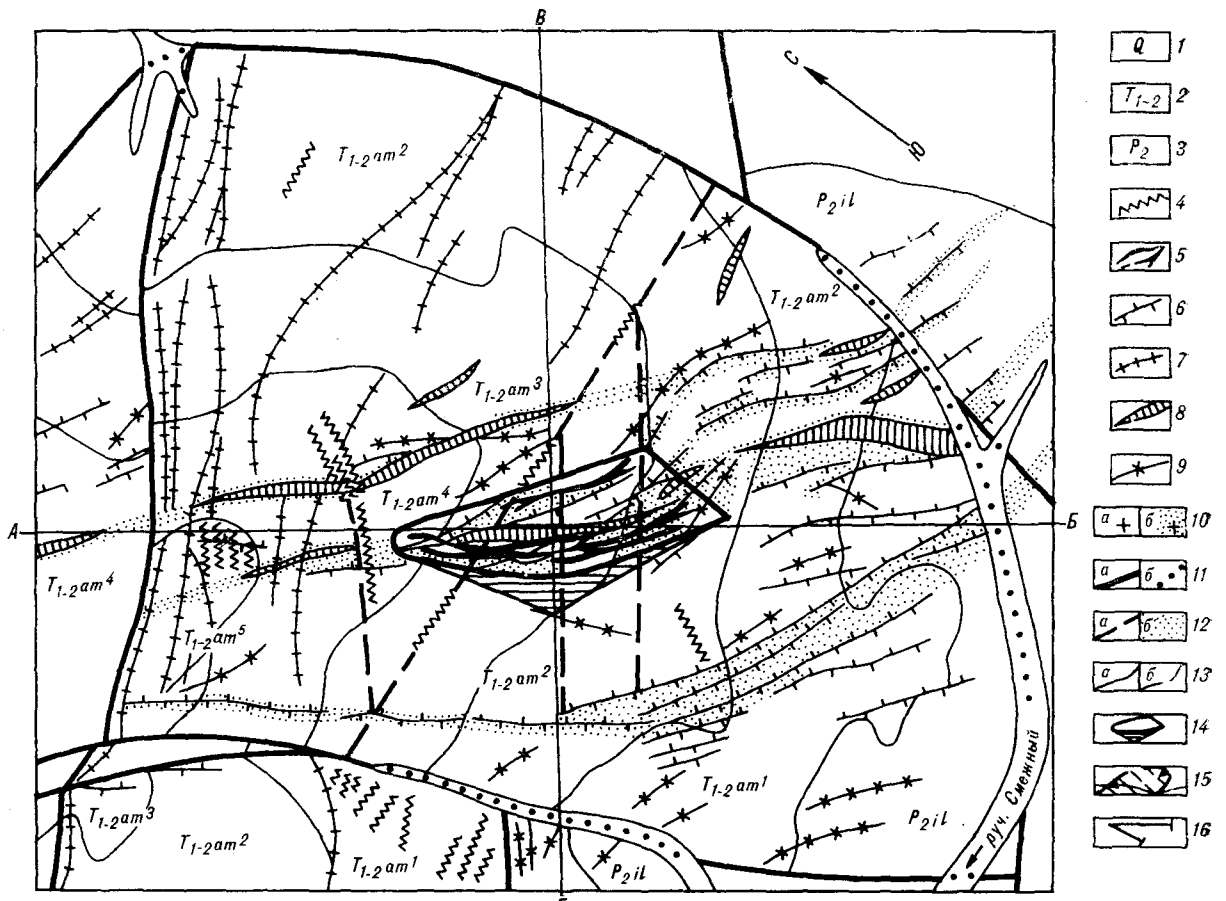 В
С
Ю
Q 1
T₁₋₂ 2
P₂ 3
4
5
6
7
8
9
а б 10
а б 11
а б 12
а б 13
14
15
16
T₁₋₂am²
P₂il
T₁₋₂am²
T₁₋₂am³
T₁₋₂am⁴
А
Б
T₁₋₂am⁴
T₁₋₂am⁵
T₁₋₂am²
T₁₋₂am¹
руч. Смежный
T₁₋₂am³
T₁₋₂am²
T₁₋₂am¹
P₂il
P₂il